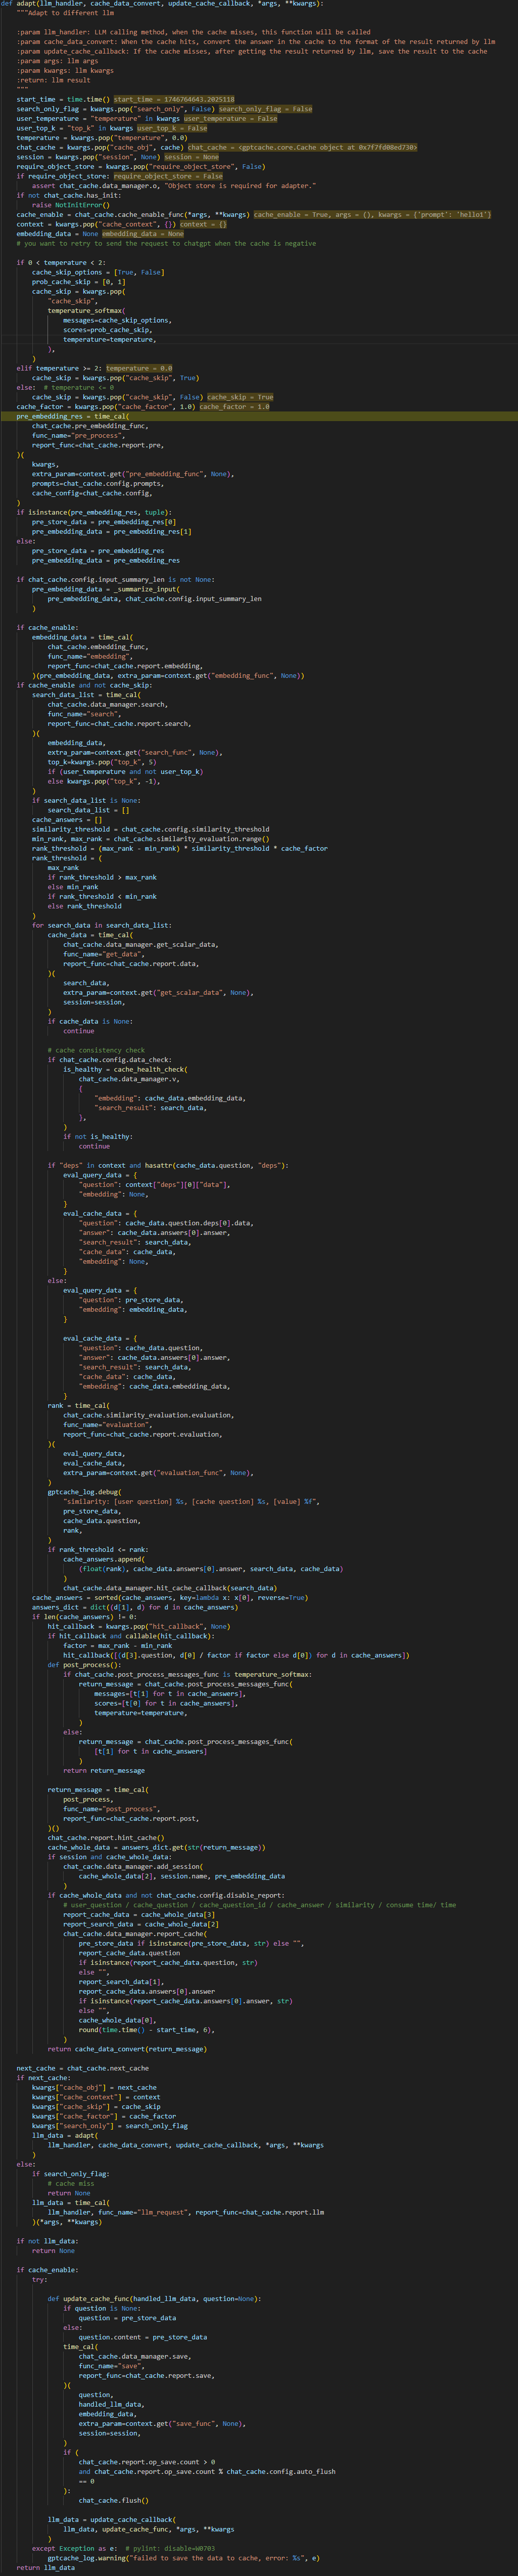 def adapt(llm_handler, cache_data_convert, update_cache_callback, *args, **kwargs):
    """Adapt to different llm

    :param llm_handler: LLM calling method, when the cache misses, this function will be called
    :param cache_data_convert: When the cache hits, convert the answer in the cache to the format of the result returned by llm
    :param update_cache_callback: If the cache misses, after getting the result returned by llm, save the result to the cache
    :param args: llm args
    :param kwargs: llm kwargs
    :return: llm result
    """
    start_time = time.time() start_time = 1746764643.2025118
    search_only_flag = kwargs.pop("search_only", False) search_only_flag = False
    user_temperature = "temperature" in kwargs user_temperature = False
    user_top_k = "top_k" in kwargs user_top_k = False
    temperature = kwargs.pop("temperature", 0.0)
    chat_cache = kwargs.pop("cache_obj", cache) chat_cache = <gptcache.core.Cache object at 0x7f7fd08ed730>
    session = kwargs.pop("session", None) session = None
    require_object_store = kwargs.pop("require_object_store", False)
    if require_object_store: require_object_store = False
        assert chat_cache.data_manager.o, "Object store is required for adapter."
    if not chat_cache.has_init:
        raise NotInitError()
    cache_enable = chat_cache.cache_enable_func(*args, **kwargs) cache_enable = True, args = (), kwargs = {'prompt': 'hello1'}
    context = kwargs.pop("cache_context", {}) context = {}
    embedding_data = None embedding_data = None
    # you want to retry to send the request to chatgpt when the cache is negative

    if 0 < temperature < 2:
        cache_skip_options = [True, False]
        prob_cache_skip = [0, 1]
        cache_skip = kwargs.pop(
            "cache_skip",
            temperature_softmax(
                messages=cache_skip_options,
                scores=prob_cache_skip,
                temperature=temperature,
            ),
        )
    elif temperature >= 2: temperature = 0.0
        cache_skip = kwargs.pop("cache_skip", True)
    else:  # temperature <= 0
        cache_skip = kwargs.pop("cache_skip", False) cache_skip = True
    cache_factor = kwargs.pop("cache_factor", 1.0) cache_factor = 1.0
    pre_embedding_res = time_cal(
        chat_cache.pre_embedding_func,
        func_name="pre_process",
        report_func=chat_cache.report.pre,
    )(
        kwargs,
        extra_param=context.get("pre_embedding_func", None),
        prompts=chat_cache.config.prompts,
        cache_config=chat_cache.config,
    )
    if isinstance(pre_embedding_res, tuple):
        pre_store_data = pre_embedding_res[0]
        pre_embedding_data = pre_embedding_res[1]
    else:
        pre_store_data = pre_embedding_res
        pre_embedding_data = pre_embedding_res

    if chat_cache.config.input_summary_len is not None:
        pre_embedding_data = _summarize_input(
            pre_embedding_data, chat_cache.config.input_summary_len
        )

    if cache_enable:
        embedding_data = time_cal(
            chat_cache.embedding_func,
            func_name="embedding",
            report_func=chat_cache.report.embedding,
        )(pre_embedding_data, extra_param=context.get("embedding_func", None))
    if cache_enable and not cache_skip:
        search_data_list = time_cal(
            chat_cache.data_manager.search,
            func_name="search",
            report_func=chat_cache.report.search,
        )(
            embedding_data,
            extra_param=context.get("search_func", None),
            top_k=kwargs.pop("top_k", 5)
            if (user_temperature and not user_top_k)
            else kwargs.pop("top_k", -1),
        )
        if search_data_list is None:
            search_data_list = []
        cache_answers = []
        similarity_threshold = chat_cache.config.similarity_threshold
        min_rank, max_rank = chat_cache.similarity_evaluation.range()
        rank_threshold = (max_rank - min_rank) * similarity_threshold * cache_factor
        rank_threshold = (
            max_rank
            if rank_threshold > max_rank
            else min_rank
            if rank_threshold < min_rank
            else rank_threshold
        )
        for search_data in search_data_list:
            cache_data = time_cal(
                chat_cache.data_manager.get_scalar_data,
                func_name="get_data",
                report_func=chat_cache.report.data,
            )(
                search_data,
                extra_param=context.get("get_scalar_data", None),
                session=session,
            )
            if cache_data is None:
                continue

            # cache consistency check
            if chat_cache.config.data_check:
                is_healthy = cache_health_check(
                    chat_cache.data_manager.v,
                    {
                        "embedding": cache_data.embedding_data,
                        "search_result": search_data,
                    },
                )
                if not is_healthy:
                    continue

            if "deps" in context and hasattr(cache_data.question, "deps"):
                eval_query_data = {
                    "question": context["deps"][0]["data"],
                    "embedding": None,
                }
                eval_cache_data = {
                    "question": cache_data.question.deps[0].data,
                    "answer": cache_data.answers[0].answer,
                    "search_result": search_data,
                    "cache_data": cache_data,
                    "embedding": None,
                }
            else:
                eval_query_data = {
                    "question": pre_store_data,
                    "embedding": embedding_data,
                }

                eval_cache_data = {
                    "question": cache_data.question,
                    "answer": cache_data.answers[0].answer,
                    "search_result": search_data,
                    "cache_data": cache_data,
                    "embedding": cache_data.embedding_data,
                }
            rank = time_cal(
                chat_cache.similarity_evaluation.evaluation,
                func_name="evaluation",
                report_func=chat_cache.report.evaluation,
            )(
                eval_query_data,
                eval_cache_data,
                extra_param=context.get("evaluation_func", None),
            )
            gptcache_log.debug(
                "similarity: [user question] %s, [cache question] %s, [value] %f",
                pre_store_data,
                cache_data.question,
                rank,
            )
            if rank_threshold <= rank:
                cache_answers.append(
                    (float(rank), cache_data.answers[0].answer, search_data, cache_data)
                )
                chat_cache.data_manager.hit_cache_callback(search_data)
        cache_answers = sorted(cache_answers, key=lambda x: x[0], reverse=True)
        answers_dict = dict((d[1], d) for d in cache_answers)
        if len(cache_answers) != 0:
            hit_callback = kwargs.pop("hit_callback", None)
            if hit_callback and callable(hit_callback):
                factor = max_rank - min_rank
                hit_callback([(d[3].question, d[0] / factor if factor else d[0]) for d in cache_answers])
            def post_process():
                if chat_cache.post_process_messages_func is temperature_softmax:
                    return_message = chat_cache.post_process_messages_func(
                        messages=[t[1] for t in cache_answers],
                        scores=[t[0] for t in cache_answers],
                        temperature=temperature,
                    )
                else:
                    return_message = chat_cache.post_process_messages_func(
                        [t[1] for t in cache_answers]
                    )
                return return_message

            return_message = time_cal(
                post_process,
                func_name="post_process",
                report_func=chat_cache.report.post,
            )()
            chat_cache.report.hint_cache()
            cache_whole_data = answers_dict.get(str(return_message))
            if session and cache_whole_data:
                chat_cache.data_manager.add_session(
                    cache_whole_data[2], session.name, pre_embedding_data
                )
            if cache_whole_data and not chat_cache.config.disable_report:
                # user_question / cache_question / cache_question_id / cache_answer / similarity / consume time/ time
                report_cache_data = cache_whole_data[3]
                report_search_data = cache_whole_data[2]
                chat_cache.data_manager.report_cache(
                    pre_store_data if isinstance(pre_store_data, str) else "",
                    report_cache_data.question
                    if isinstance(report_cache_data.question, str)
                    else "",
                    report_search_data[1],
                    report_cache_data.answers[0].answer
                    if isinstance(report_cache_data.answers[0].answer, str)
                    else "",
                    cache_whole_data[0],
                    round(time.time() - start_time, 6),
                )
            return cache_data_convert(return_message)

    next_cache = chat_cache.next_cache
    if next_cache:
        kwargs["cache_obj"] = next_cache
        kwargs["cache_context"] = context
        kwargs["cache_skip"] = cache_skip
        kwargs["cache_factor"] = cache_factor
        kwargs["search_only"] = search_only_flag
        llm_data = adapt(
            llm_handler, cache_data_convert, update_cache_callback, *args, **kwargs
        )
    else:
        if search_only_flag:
            # cache miss
            return None
        llm_data = time_cal(
            llm_handler, func_name="llm_request", report_func=chat_cache.report.llm
        )(*args, **kwargs)

    if not llm_data:
        return None

    if cache_enable:
        try:

            def update_cache_func(handled_llm_data, question=None):
                if question is None:
                    question = pre_store_data
                else:
                    question.content = pre_store_data
                time_cal(
                    chat_cache.data_manager.save,
                    func_name="save",
                    report_func=chat_cache.report.save,
                )(
                    question,
                    handled_llm_data,
                    embedding_data,
                    extra_param=context.get("save_func", None),
                    session=session,
                )
                if (
                    chat_cache.report.op_save.count > 0
                    and chat_cache.report.op_save.count % chat_cache.config.auto_flush
                    == 0
                ):
                    chat_cache.flush()

            llm_data = update_cache_callback(
                llm_data, update_cache_func, *args, **kwargs
            )
        except Exception as e:  # pylint: disable=W0703
            gptcache_log.warning("failed to save the data to cache, error: %s", e)
    return llm_data